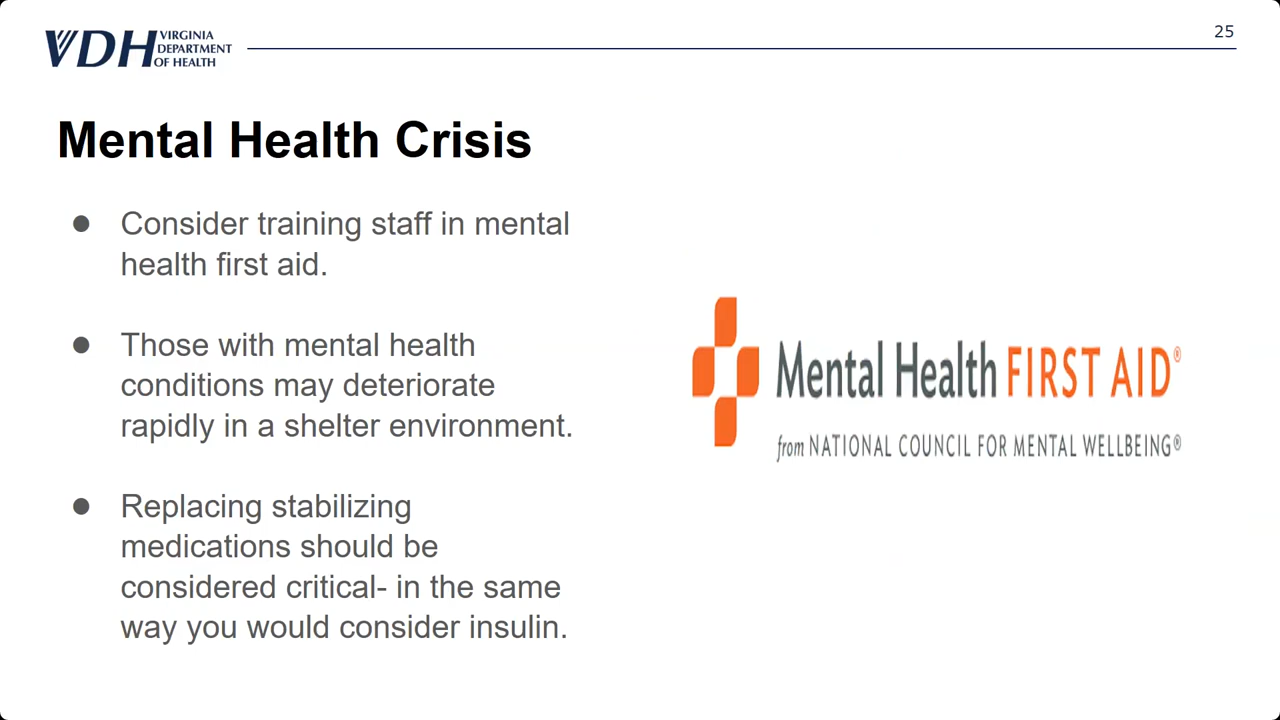 VDH VIRGINIA
DEPARTMENT
OF HEALTH
25
Mental Health Crisis
● Consider training staff in mental
health first aid.
● Those with mental health
conditions may deteriorate
rapidly in a shelter environment.
● Replacing stabilizing
medications should be
considered critical- in the same
way you would consider insulin.
Mental Health FIRST AID®
from NATIONAL COUNCIL FOR MENTAL WELLBEING®